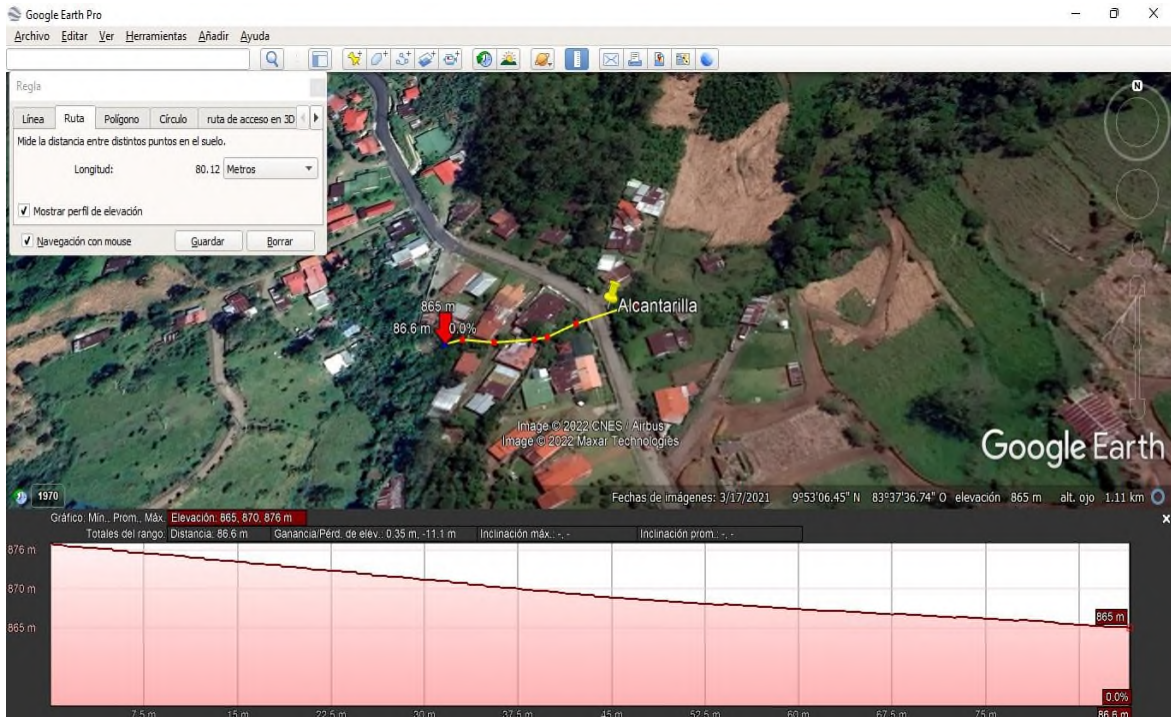 Google Earth Pro
Archivo Editar Ver Herramientas Añadir Ayuda
Regla
Línea Ruta Polígono Círculo ruta de acceso en 3D
Mide la distancia entre distintos puntos en el suelo.
Longitud: 80.12 Metros
Mostrar perfil de elevación
Navegación con mouse Guardar Borrar
N
865 m
86.6 m 0.0%
Alcantarilla
Image © 2022 CNES / Airbus
Image © 2022 Maxar Technologies
Google Earth
1970
Fechas de imágenes: 3/17/2021 9°53'06.45" N 83°37'36.74" O elevación 865 m alt. ojo 1.11 km
Gráfico: Mín., Prom., Máx. Elevación: 865, 870, 876 m
Totales del rango: Distancia: 86.6 m Ganancia/Pérd. de elev.: 0.35 m, -11.1 m Inclinación máx.: -, - Inclinación prom.: -, -
876 m
870 m
865 m
865 m
0.0%
7.5 m 15 m 22.5 m 30 m 37.5 m 45 m 52.5 m 60 m 67.5 m 75 m 86.6 m